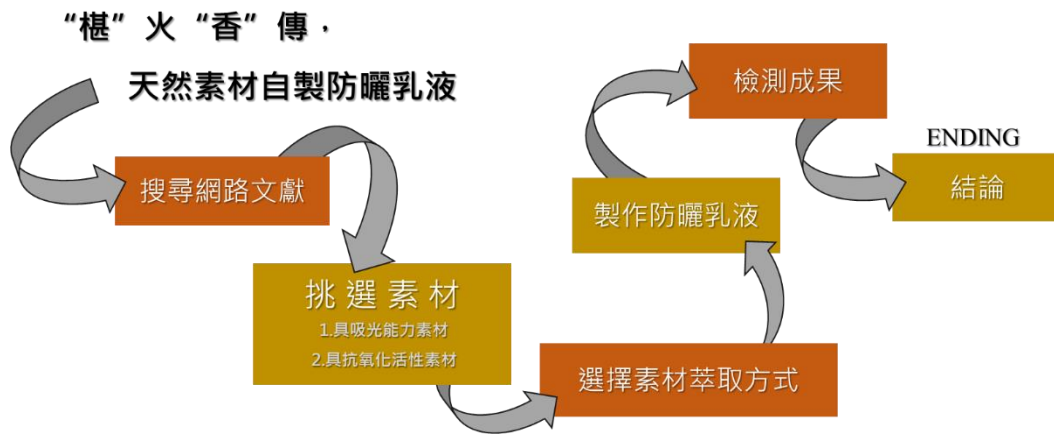 “椹”火“香”傳，
天然素材自製防曬乳液
搜尋網路文獻
挑選素材
1.具吸光能力素材
2.具抗氧化活性素材
選擇素材萃取方式
製作防曬乳液
檢測成果
ENDING
結論